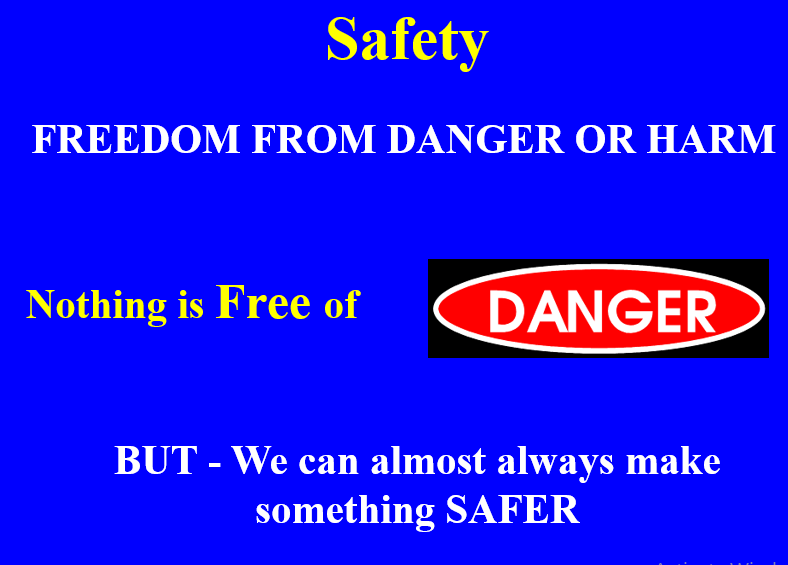 Safety
FREEDOM FROM DANGER OR HARM
Nothing is Free of DANGER
BUT - We can almost always make
something SAFER